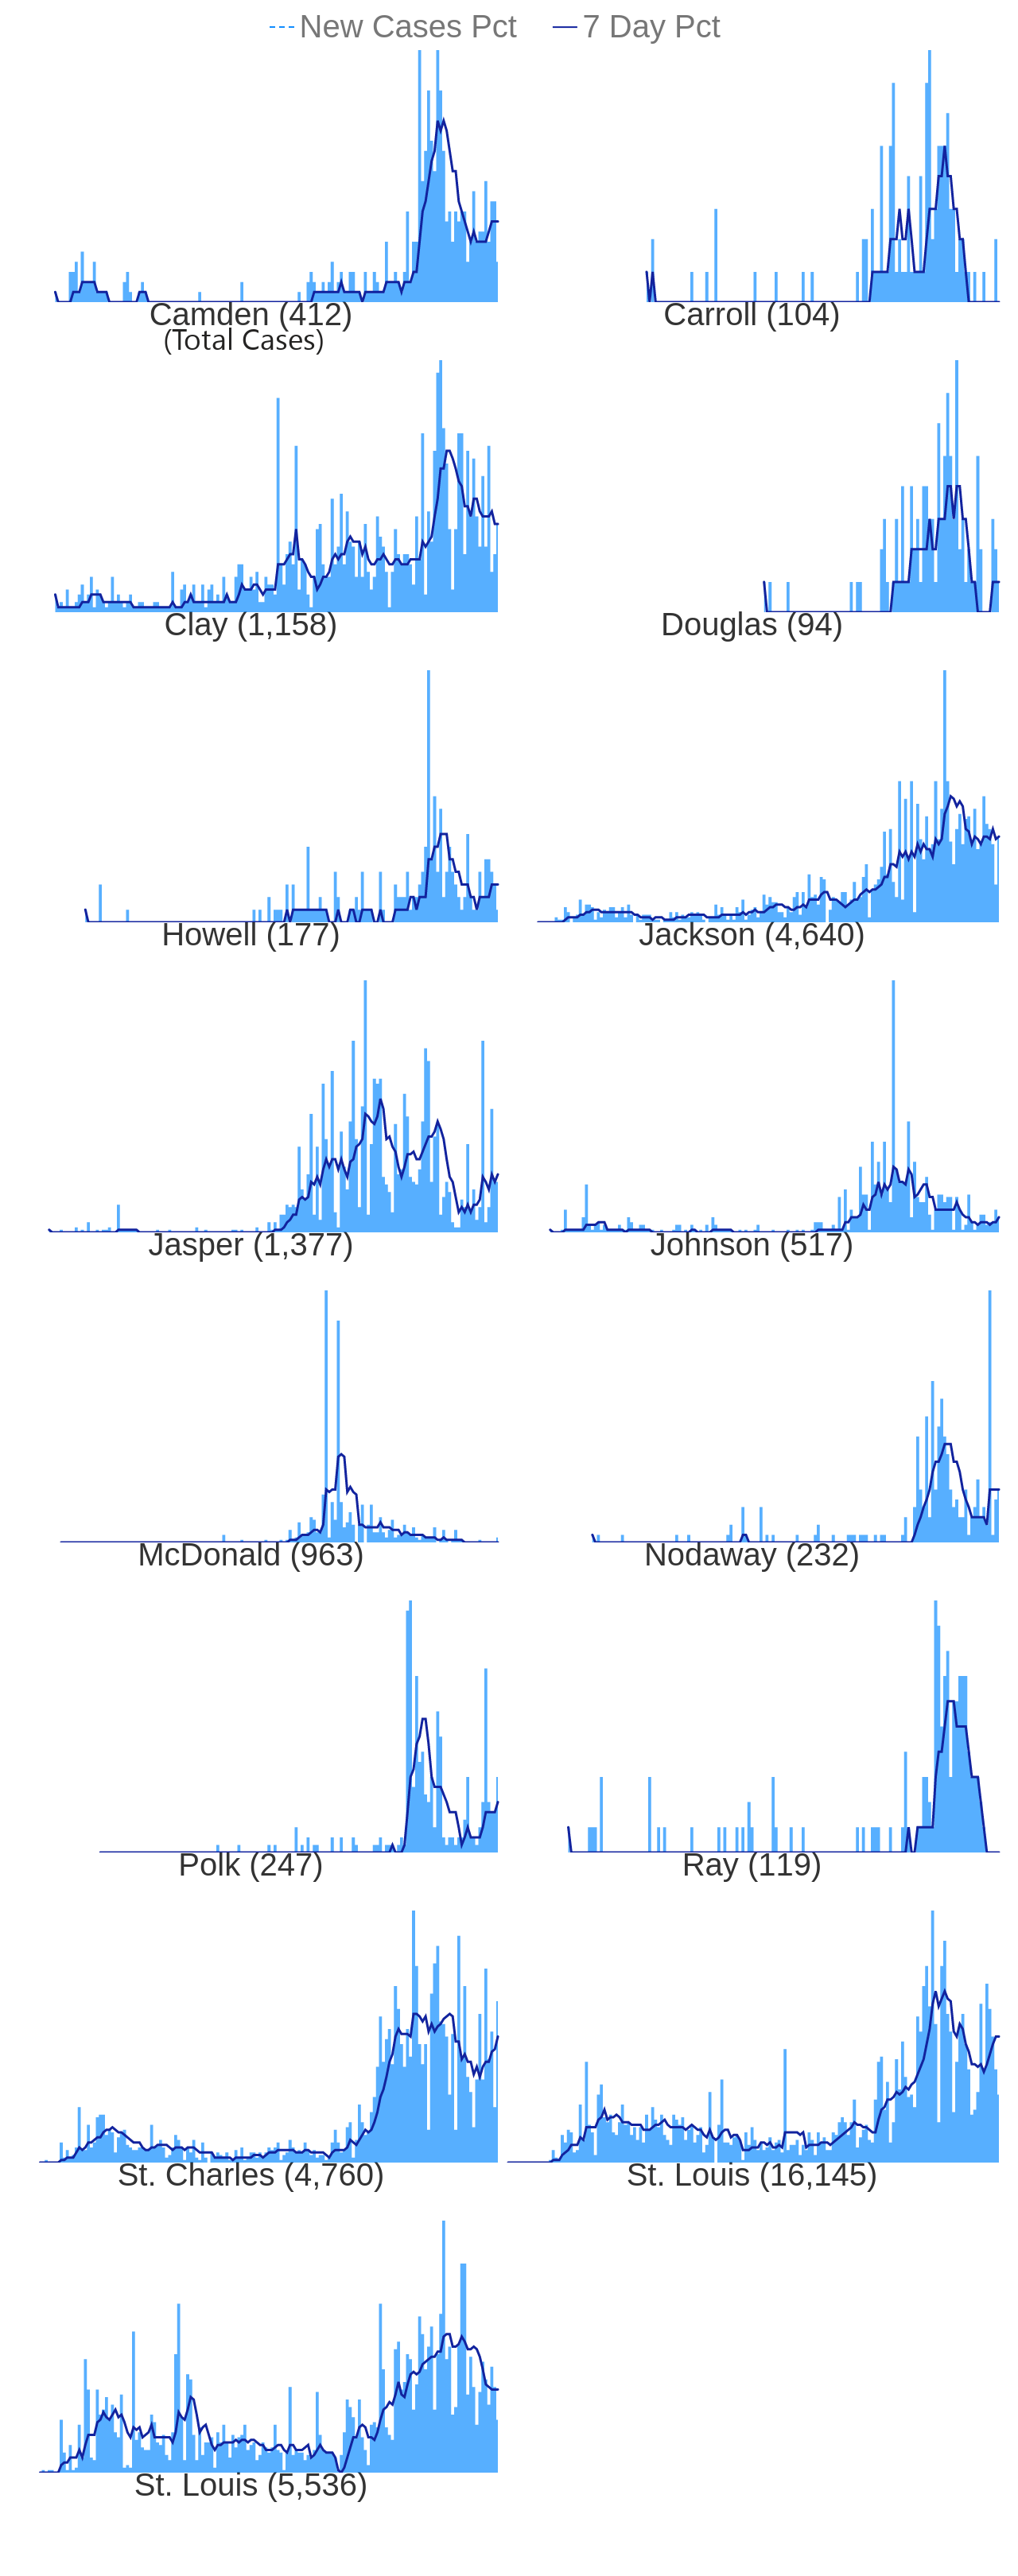 New Cases Pct 7 Day Pct
Camden (412) Carroll (104)
(Total Cases)
Clay (1,158) Douglas (94)
Howell (177) Jackson (4,640)
Jasper (1,377) Johnson (517)
McDonald (963) Nodaway (232)
Polk (247) Ray (119)
St. Charles (4,760) St. Louis (16,145)
St. Louis (5,536)